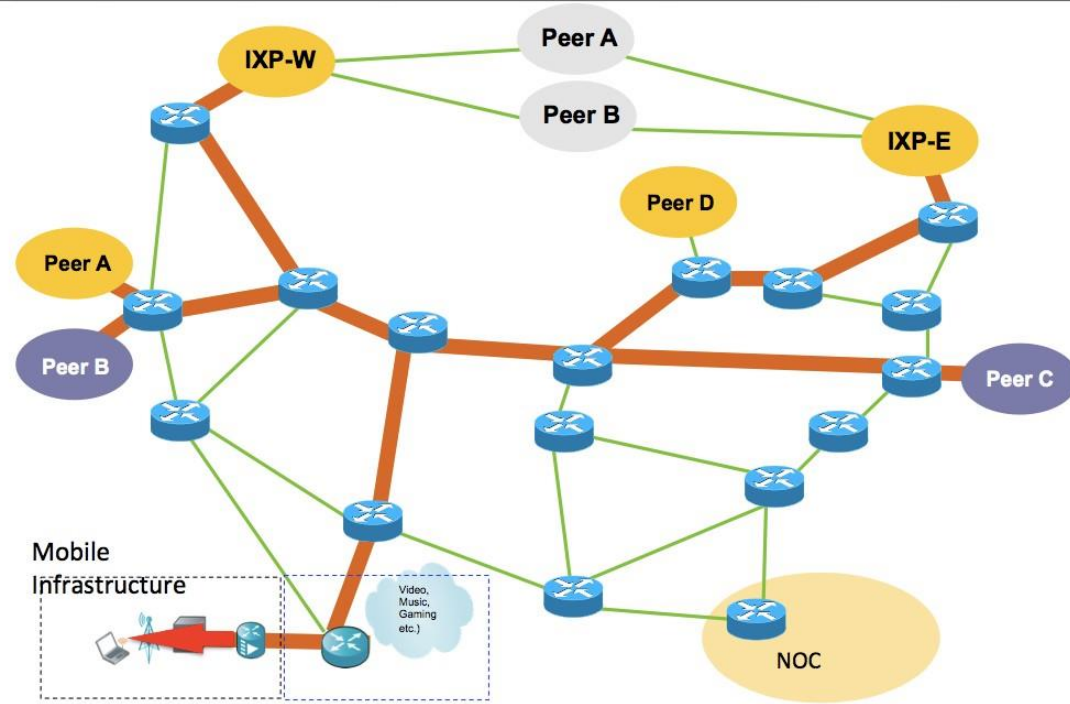 Peer A
IXP-W
Peer B
IXP-E
Peer D
Peer A
Peer B
Peer C
Mobile
Infrastructure
Video,
Music,
Gaming
etc.)
NOC